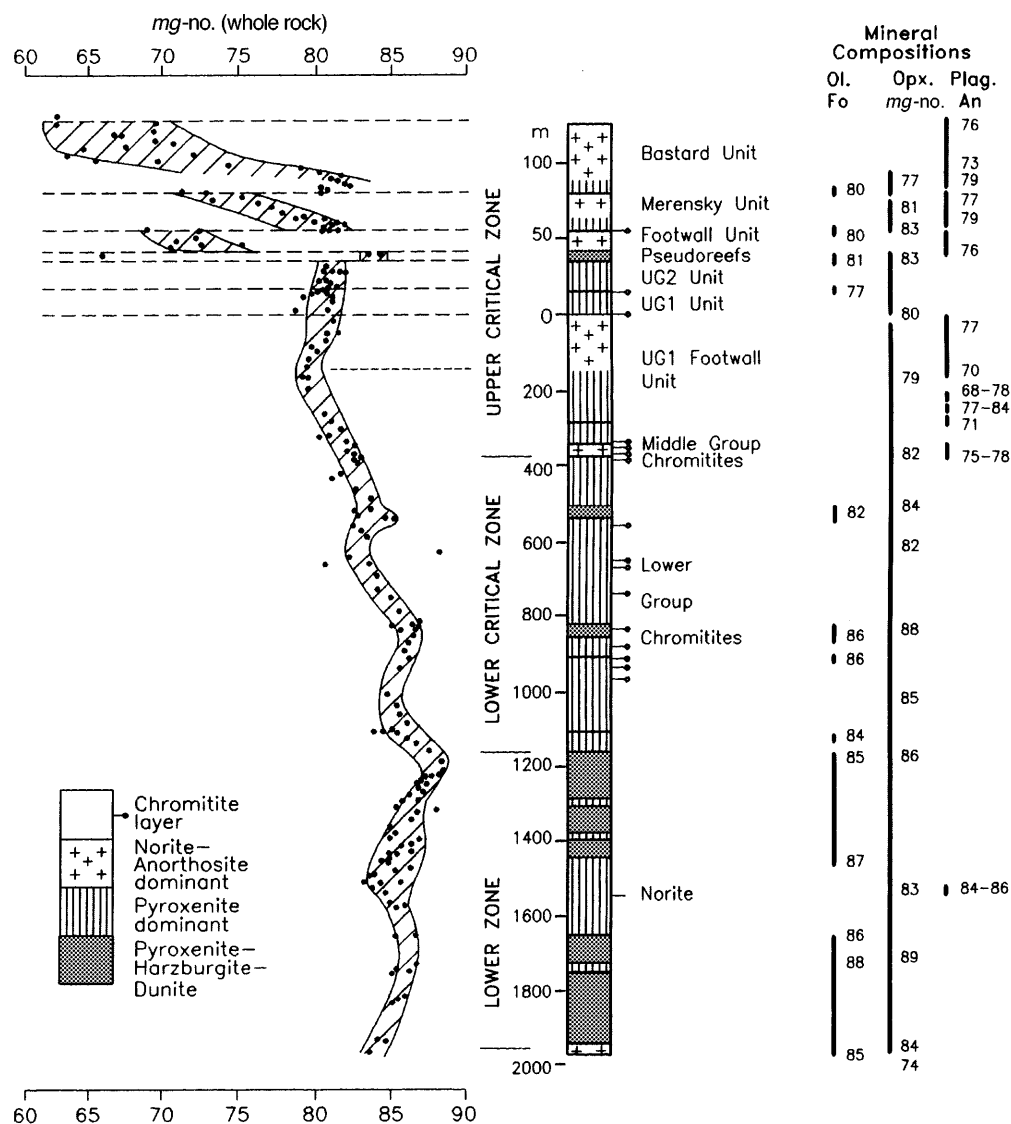 mg-no. (whole rock)
60 65 70 75 80 85 90
Mineral
Compositions
Ol. Opx. Plag.
Fo mg-no. An
m
100
50
0
200
400
600
800
1000
1200
1400
1600
1800
2000
UPPER CRITICAL ZONE
LOWER CRITICAL ZONE
LOWER ZONE
Bastard Unit
Merensky Unit
Footwall Unit
Pseudoreefs
UG2 Unit
UG1 Unit
UG1 Footwall
Unit
Middle Group
Chromitites
Lower
Group
Chromitites
Norite
80
80
81
77
82
86
86
84
85
87
86
88
85
77
81
83
83
80
79
82
84
82
88
85
86
83
89
84
74
76
73
79
77
79
76
77
70
68-78
77-84
71
75-78
84-86
Chromitite
layer
Norite-
Anorthosite
dominant
Pyroxenite
dominant
Pyroxenite-
Harzburgite-
Dunite
60 65 70 75 80 85 90